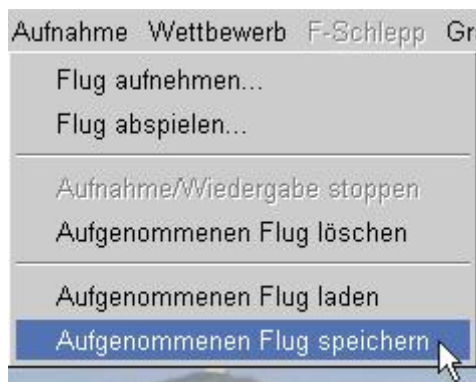 Aufnahme Wettbewerb F-Schlepp Gr
Flug aufnehmen...
Flug abspielen...
Aufnahme/Wiedergabe stoppen
Aufgenommenen Flug löschen
Aufgenommenen Flug laden
Aufgenommenen Flug speichern